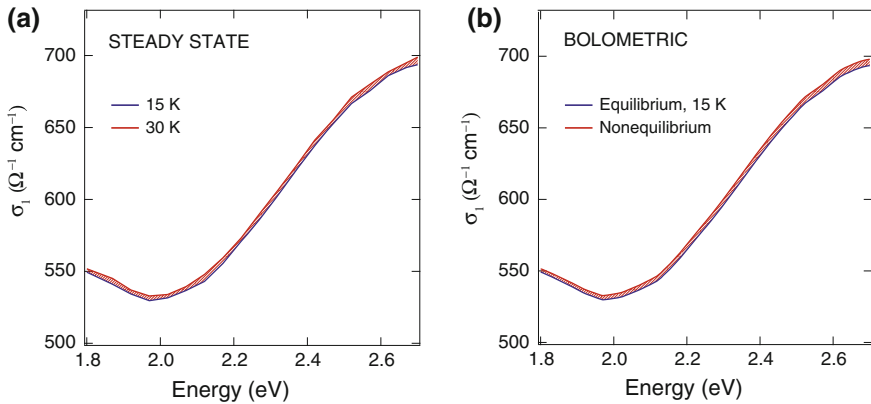 (a)
STEADY STATE
15 K
30 K
700
650
600
550
500
σ₁ (Ω⁻¹ cm⁻¹)
1.8 2.0 2.2 2.4 2.6
Energy (eV)
(b)
BOLOMETRIC
Equilibrium, 15 K
Nonequilibrium
700
650
600
550
500
σ₁ (Ω⁻¹ cm⁻¹)
1.8 2.0 2.2 2.4 2.6
Energy (eV)